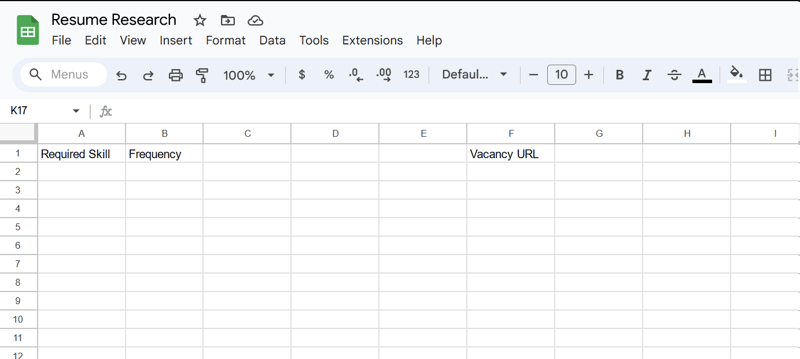 Resume Research
File Edit View Insert Format Data Tools Extensions Help
Menus 100% $ % .0 .00 123 Defaul... 10 B I A
K17 fx
A B C D E F G H I
1 Required Skill Frequency Vacancy URL
2
3
4
5
6
7
8
9
10
11
12